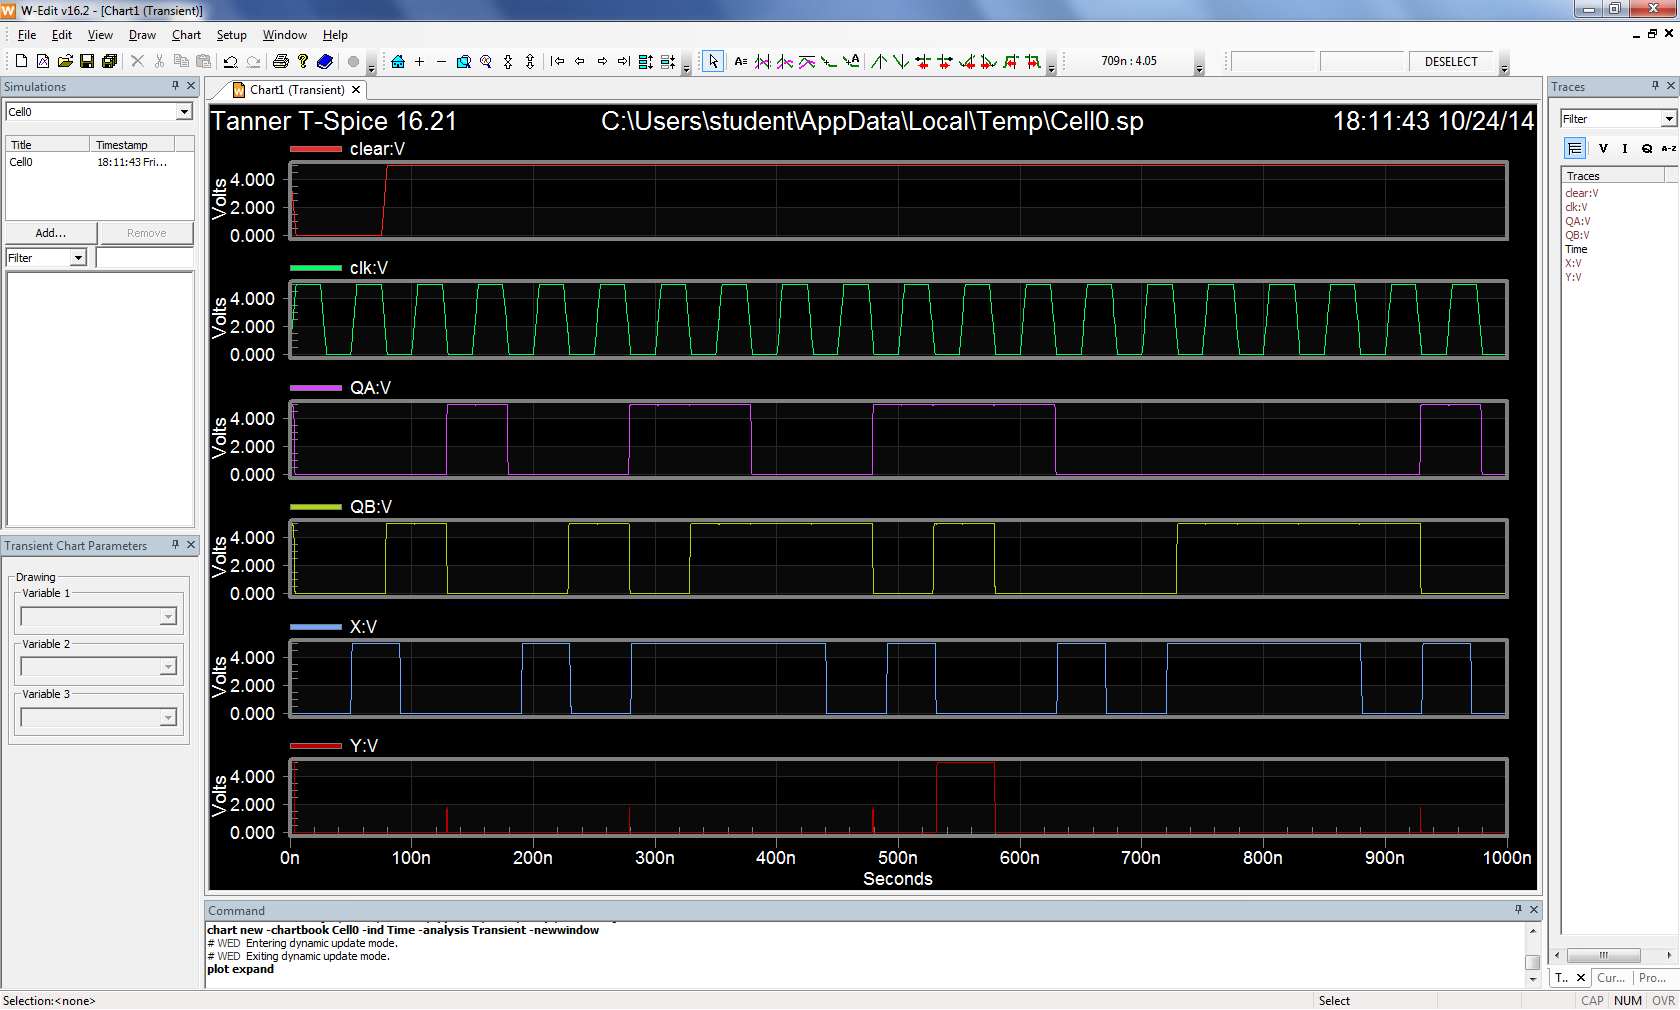 W-Edit v16.2 - [Chart1 (Transient)]
File Edit View Draw Chart Setup Window Help
709n : 4.05
DESELECT
Simulations
Cell0
Title Timestamp
Cell0 18:11:43 Fri...
Add... Remove
Filter
Transient Chart Parameters
Drawing
Variable 1
Variable 2
Variable 3
Chart1 (Transient)
Tanner T-Spice 16.21 C:\Users\student\AppData\Local\Temp\Cell0.sp 18:11:43 10/24/14
clear:V
Volts
4.000
2.000
0.000
clk:V
Volts
4.000
2.000
0.000
QA:V
Volts
4.000
2.000
0.000
QB:V
Volts
4.000
2.000
0.000
X:V
Volts
4.000
2.000
0.000
Y:V
Volts
4.000
2.000
0.000
0n 100n 200n 300n 400n 500n 600n 700n 800n 900n 1000n
Seconds
Command
chart new -chartbook Cell0 -ind Time -analysis Transient -newwindow
# WED Entering dynamic update mode.
# WED Exiting dynamic update mode.
plot expand
Traces
Filter
V I Q A-Z
Traces
clear:V
clk:V
QA:V
QB:V
Time
X:V
Y:V
T.. Cur... Pro...
Selection:<none> Select CAP NUM OVR